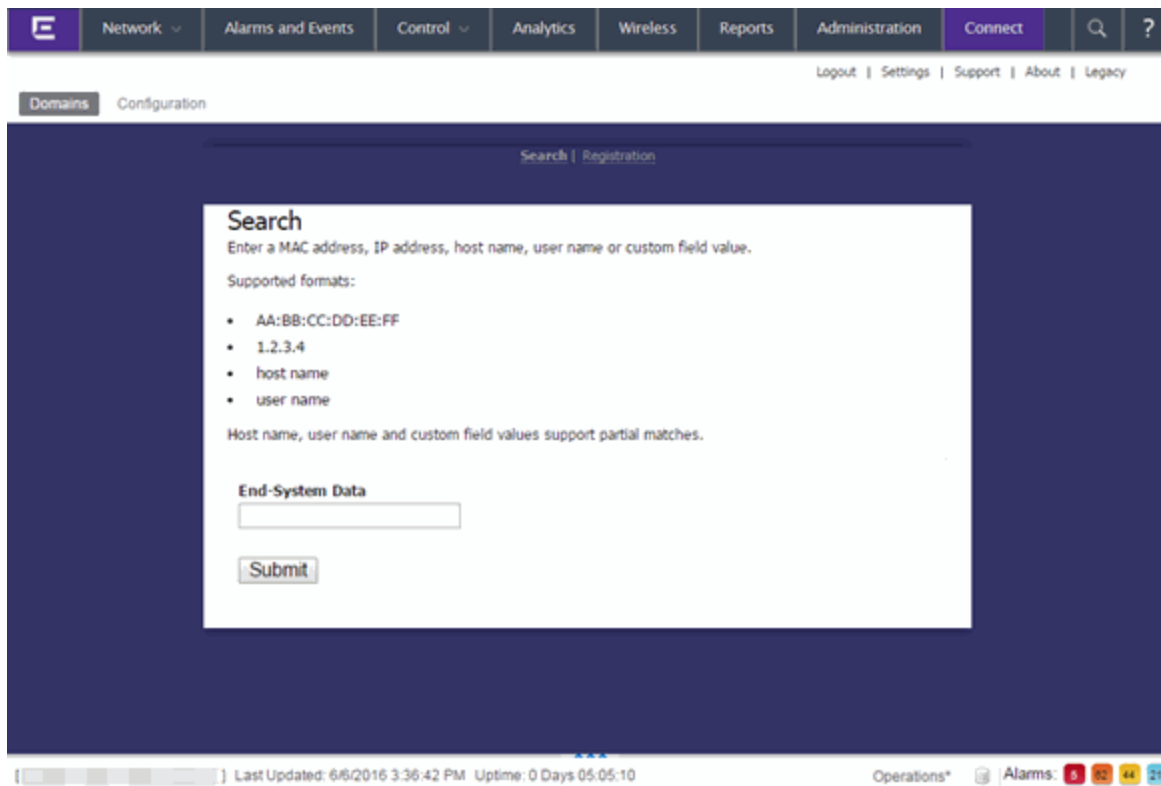 Network Alarms and Events Control Analytics Wireless Reports Administration Connect ?
Logout | Settings | Support | About | Legacy
Domains Configuration
Search | Registration
Search
Enter a MAC address, IP address, host name, user name or custom field value.
Supported formats:
• AA:BB:CC:DD:EE:FF
• 1.2.3.4
• host name
• user name
Host name, user name and custom field values support partial matches.
End-System Data
Submit
[ ] Last Updated: 6/6/2016 3:36:42 PM Uptime: 0 Days 05:05:10 Operations* Alarms: 5 62 44